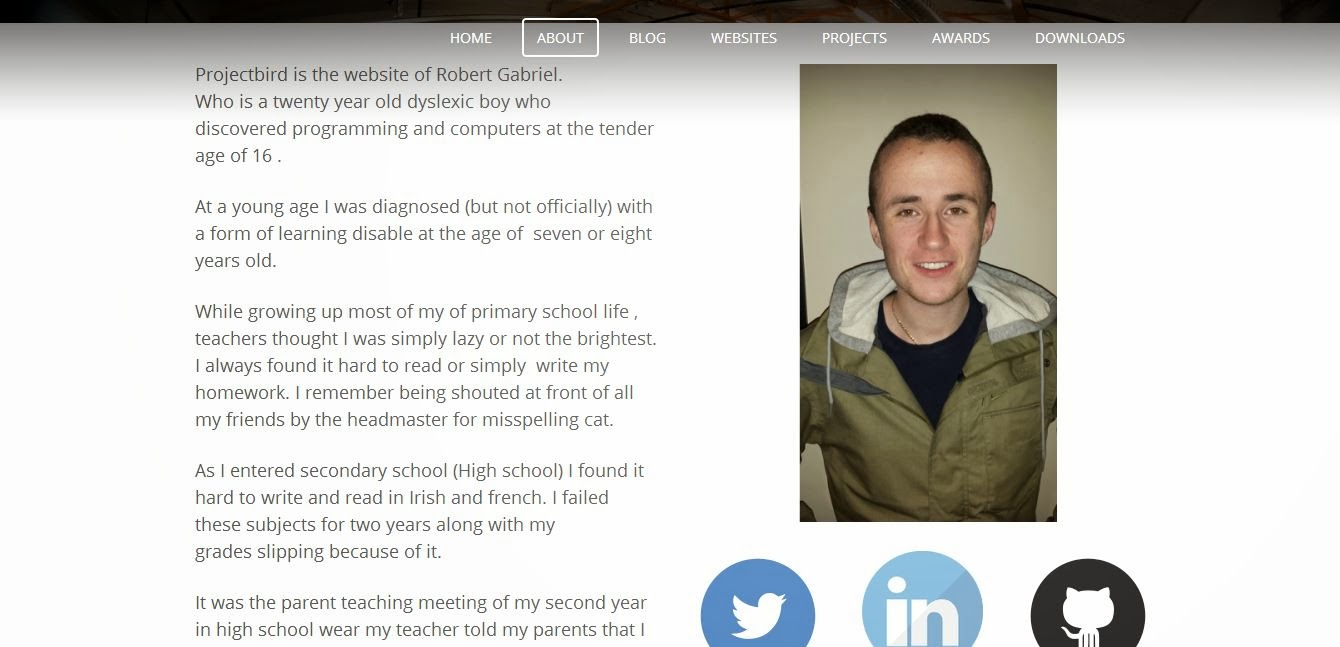 HOME
ABOUT
BLOG
WEBSITES
PROJECTS
AWARDS
DOWNLOADS
Projectbird is the website of Robert Gabriel.
Who is a twenty year old dyslexic boy who
discovered programming and computers at the tender
age of 16 .
At a young age I was diagnosed (but not officially) with
a form of learning disable at the age of  seven or eight
years old.
While growing up most of my of primary school life ,
teachers thought I was simply lazy or not the brightest.
I always found it hard to read or simply  write my
homework. I remember being shouted at front of all
my friends by the headmaster for misspelling cat.
As I entered secondary school (High school) I found it
hard to write and read in Irish and french. I failed
these subjects for two years along with my
grades slipping because of it.
It was the parent teaching meeting of my second year
in high school wear my teacher told my parents that I
in